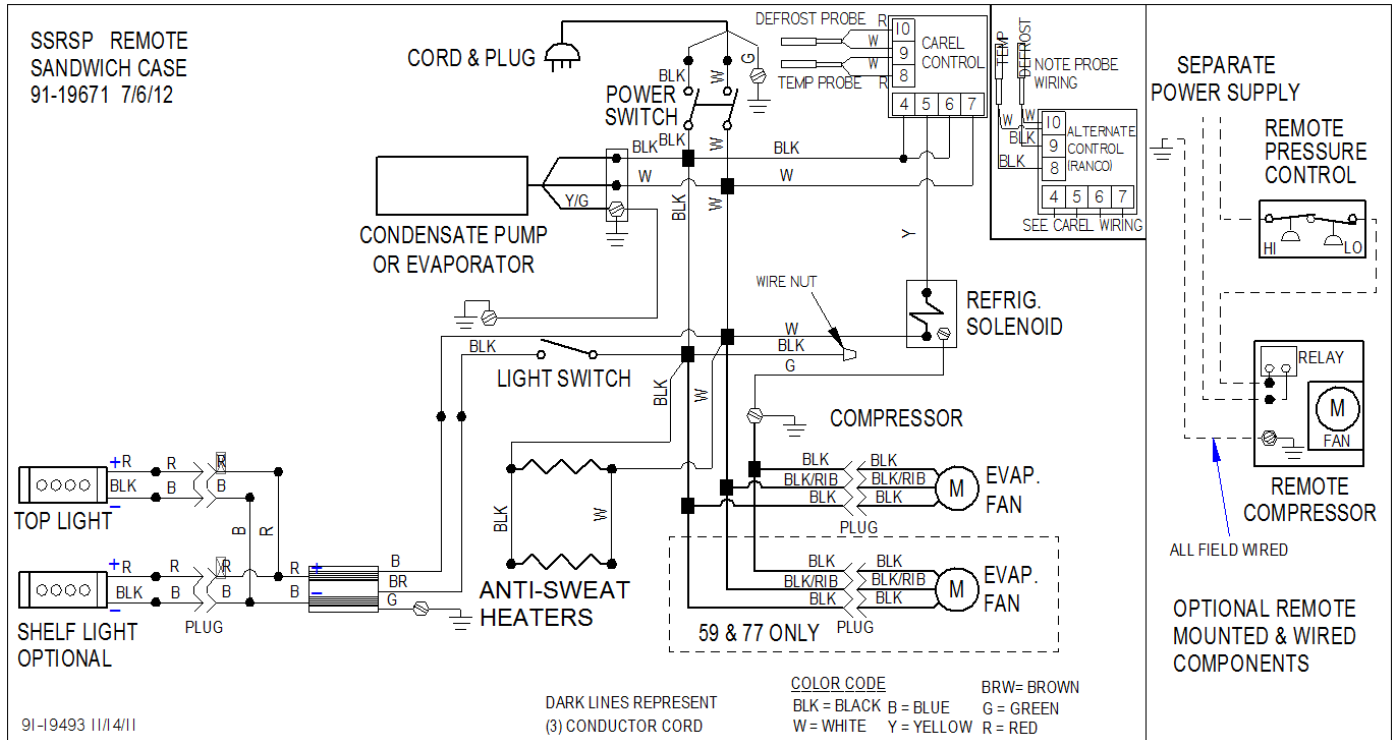 SSRSP REMOTE
SANDWICH CASE
91-19671 7/6/12
CORD & PLUG
BLK
W
G
POWER
SWITCH
DEFROST PROBE R
W
W
TEMP PROBE R
10
9
8
CAREL
CONTROL
4 5 6 7
TEMP
DEFROST
NOTE PROBE
WIRING
W
W
BLK
BLK
10
9
8
ALTERNATE
CONTROL
(RANCO)
4 5 6 7
SEE CAREL WIRING
SEPARATE
POWER SUPPLY
REMOTE
PRESSURE
CONTROL
HI
LO
BLK
BLK
W
BLK
W
W
Y/G
BLK
W
Y
CONDENSATE PUMP
OR EVAPORATOR
WIRE NUT
REFRIG.
SOLENOID
W
BLK
BLK
G
LIGHT SWITCH
BLK
W
COMPRESSOR
RELAY
M
FAN
REMOTE
COMPRESSOR
ALL FIELD WIRED
+R R R
BLK B B
–
TOP LIGHT
B
R
BLK
W
BLK BLK
BLK/RIB BLK/RIB
BLK BLK
M
EVAP.
FAN
PLUG
+R R R R +
BLK B B B –
–
B
BR
G
SHELF LIGHT
OPTIONAL
PLUG
ANTI-SWEAT
HEATERS
BLK BLK
BLK/RIB BLK/RIB
BLK BLK
M
EVAP.
FAN
59 & 77 ONLY
PLUG
OPTIONAL REMOTE
MOUNTED & WIRED
COMPONENTS
91-19493 11/14/11
DARK LINES REPRESENT
(3) CONDUCTOR CORD
COLOR CODE
BRW= BROWN
BLK = BLACK B = BLUE G = GREEN
W = WHITE Y = YELLOW R = RED